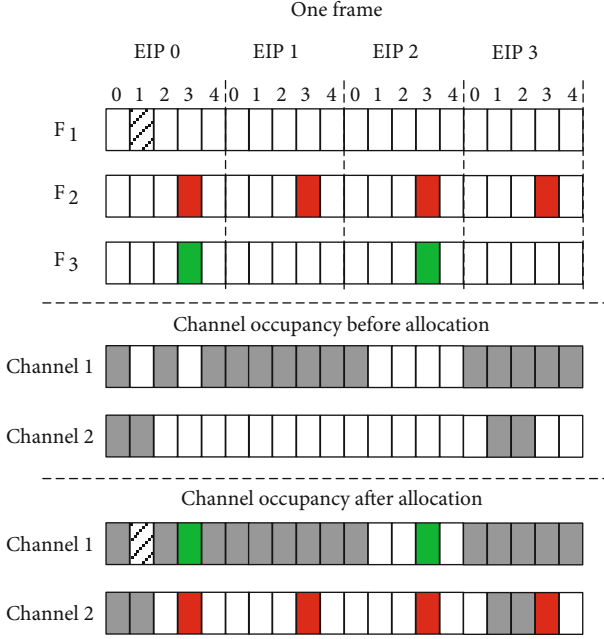 One frame
EIP 0 EIP 1 EIP 2 EIP 3
0 1 2 3 4 0 1 2 3 4 0 1 2 3 4 0 1 2 3 4
F1
F2
F3
Channel occupancy before allocation
Channel 1
Channel 2
Channel occupancy after allocation
Channel 1
Channel 2